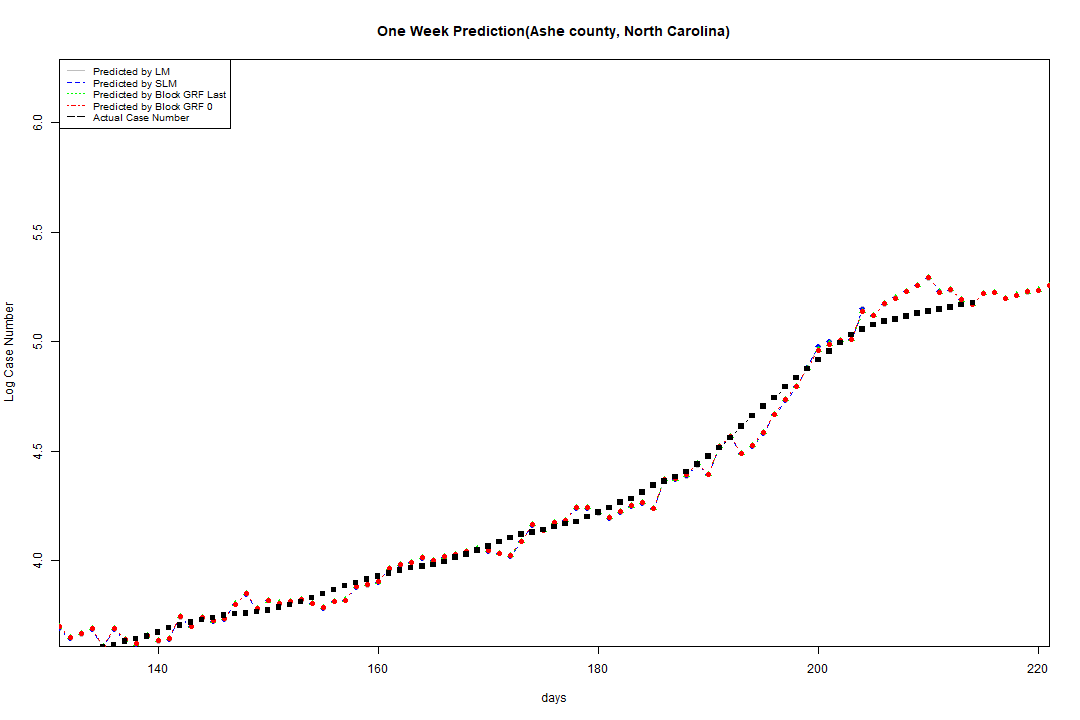 One Week Prediction(Ashe county, North Carolina)
Predicted by LM
Predicted by SLM
Predicted by Block GRF Last
Predicted by Block GRF 0
Actual Case Number
Log Case Number
6.0
5.5
5.0
4.5
4.0
140 160 180 200 220
days